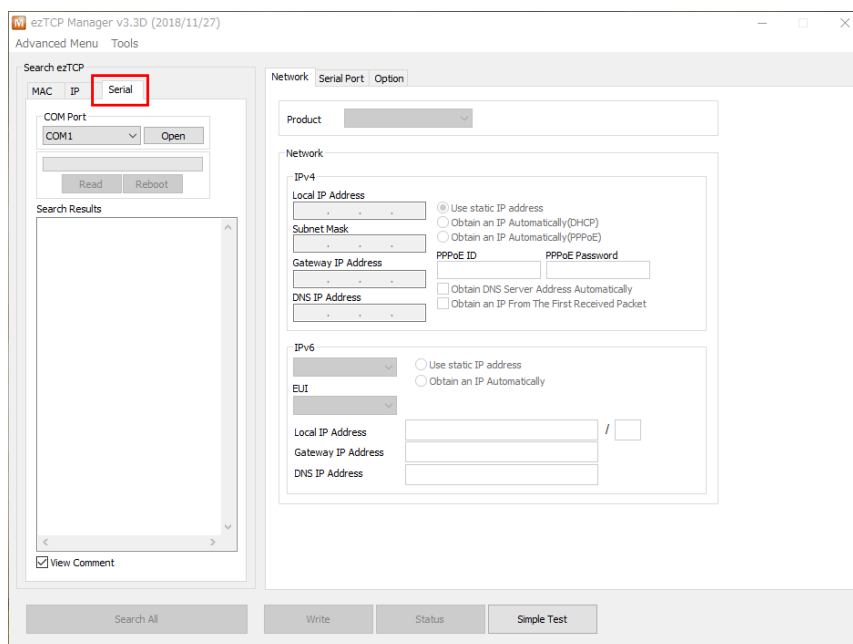 ezTCP Manager v3.3D (2018/11/27)
Advanced Menu Tools
Search ezTCP
MAC IP Serial
COM Port
COM1 Open
Read Reboot
Search Results
View Comment
Search All
Network Serial Port Option
Product
Network
IPv4
Local IP Address
Subnet Mask
Gateway IP Address
DNS IP Address
Use static IP address
Obtain an IP Automatically(DHCP)
Obtain an IP Automatically(PPPoE)
PPPoE ID PPPoE Password
Obtain DNS Server Address Automatically
Obtain an IP From The First Received Packet
IPv6
Use static IP address
Obtain an IP Automatically
EUI
Local IP Address /
Gateway IP Address
DNS IP Address
Write Status Simple Test